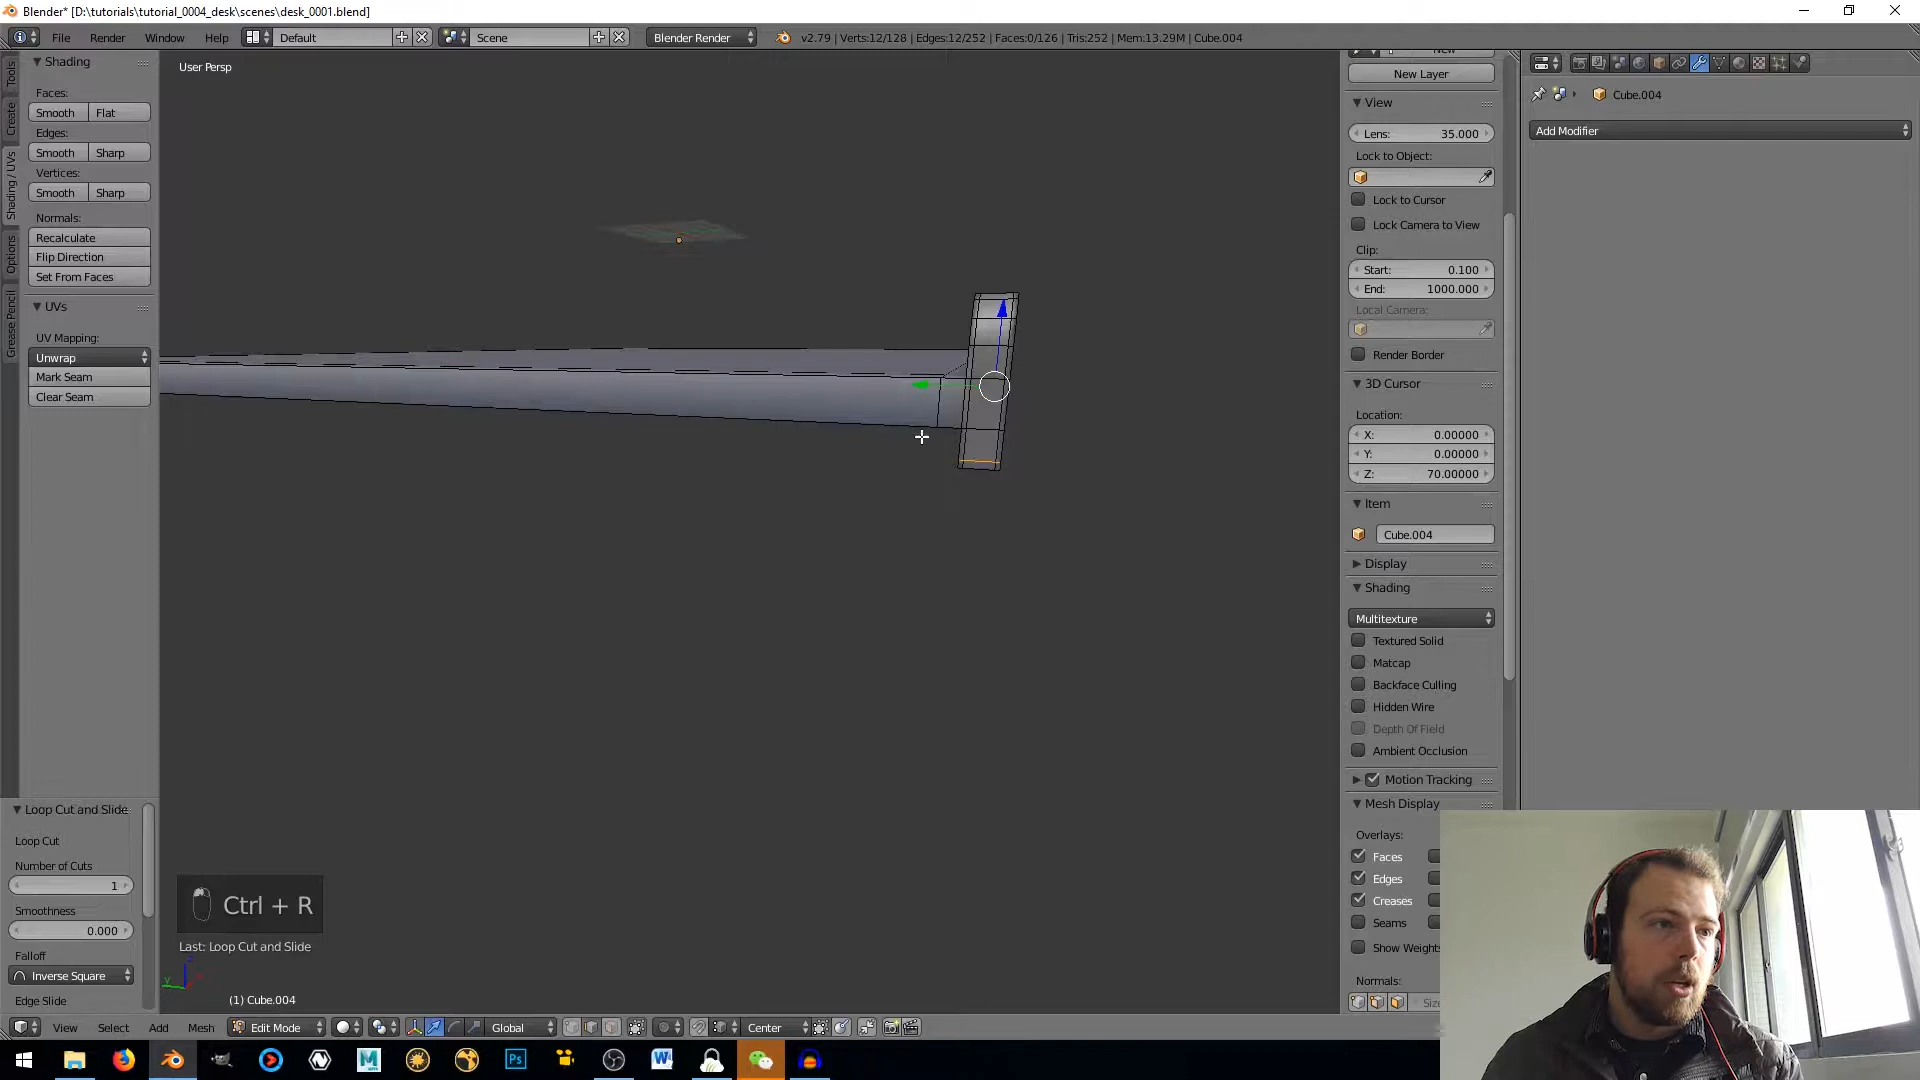 Blender* [D:\tutorials\tutorial_0004_desk\scenes\desk_0001.blend]
File Render Window Help Default Scene Blender Render v2.79 | Verts:12/128 | Edges:12/252 | Faces:0/126 | Tris:252 | Mem:13.29M | Cube.004
Tools
Create
Shading / UVs
Options
Grease Pencil
Shading
Faces:
Smooth Flat
Edges:
Smooth Sharp
Vertices:
Smooth Sharp
Normals:
Recalculate
Flip Direction
Set From Faces
UVs
UV Mapping:
Unwrap
Mark Seam
Clear Seam
Loop Cut and Slide
Loop Cut
Number of Cuts
1
Smoothness
0.000
Falloff
Inverse Square
Edge Slide
User Persp
Ctrl + R
Last: Loop Cut and Slide
(1) Cube.004
New
New Layer
View
Lens: 35.000
Lock to Object:
Lock to Cursor
Lock Camera to View
Clip:
Start: 0.100
End: 1000.000
Local Camera:
Render Border
3D Cursor
Location:
X: 0.00000
Y: 0.00000
Z: 70.00000
Item
Cube.004
Display
Shading
Multitexture
Textured Solid
Matcap
Backface Culling
Hidden Wire
Depth Of Field
Ambient Occlusion
Motion Tracking
Mesh Display
Overlays:
Faces
Edges
Creases
Seams
Show Weights
Normals:
Cube.004
Add Modifier
View Select Add Mesh Edit Mode Global Center